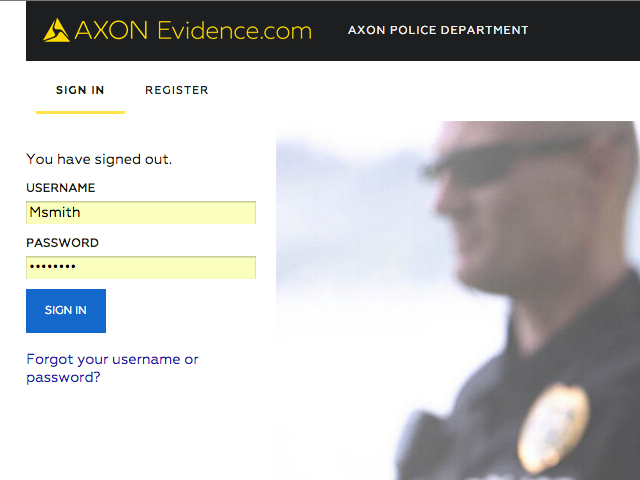 AXON Evidence.com
AXON POLICE DEPARTMENT
SIGN IN
REGISTER
You have signed out.
USERNAME
Msmith
PASSWORD
••••••••
SIGN IN
Forgot your username or
password?